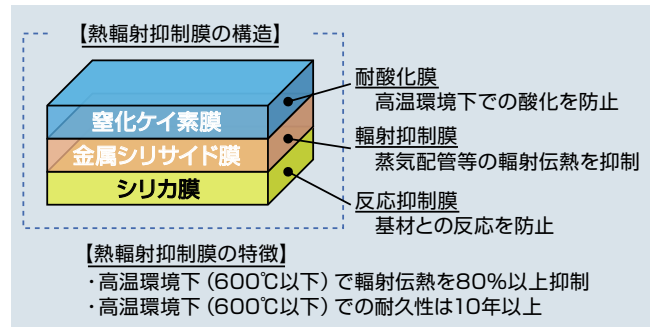 【熱輻射抑制膜の構造】
窒化ケイ素膜
金属シリサイド膜
シリカ膜
耐酸化膜
高温環境下での酸化を防止
輻射抑制膜
蒸気配管等の輻射伝熱を抑制
反応抑制膜
基材との反応を防止
【熱輻射抑制膜の特徴】
・高温環境下（600℃以下）で輻射伝熱を80％以上抑制
・高温環境下（600℃以下）での耐久性は10年以上